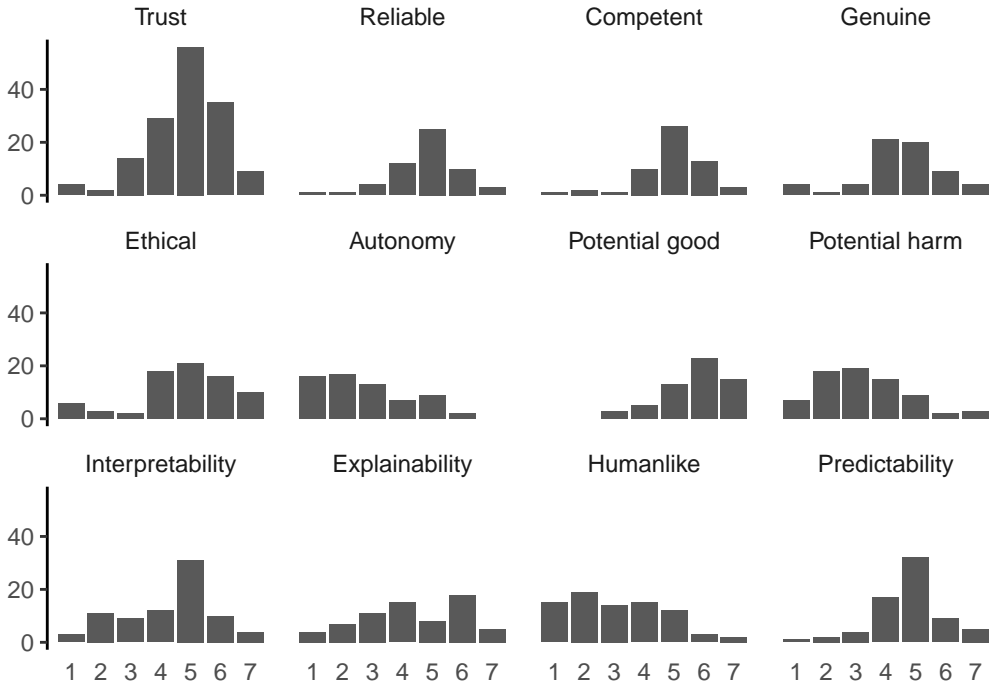 Trust Reliable Competent Genuine
40
20
0
Ethical Autonomy Potential good Potential harm
40
20
0
Interpretability Explainability Humanlike Predictability
40
20
0
1 2 3 4 5 6 7 1 2 3 4 5 6 7 1 2 3 4 5 6 7 1 2 3 4 5 6 7